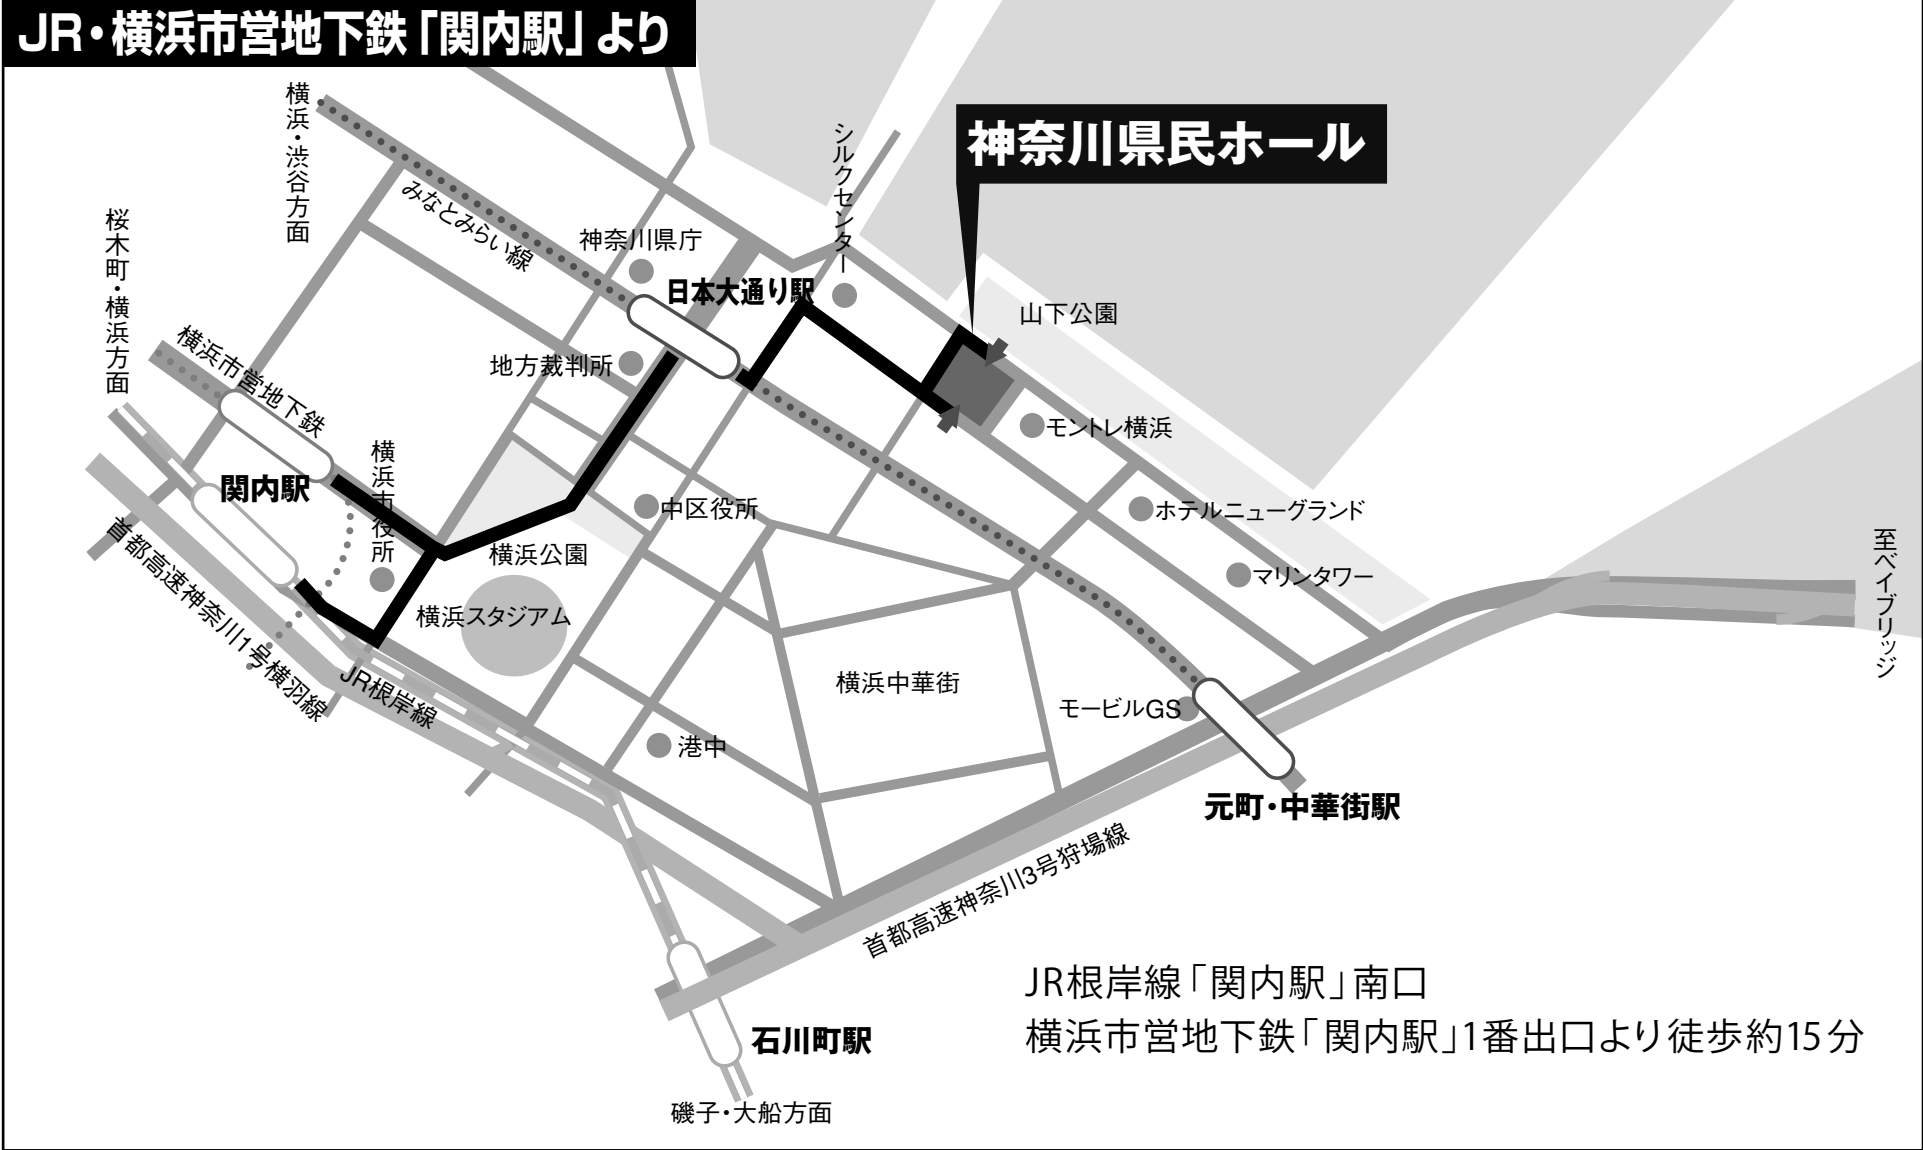 JR・横浜市営地下鉄「関内駅」より
横浜・渋谷方面
シルクセンター
神奈川県民ホール
桜木町・横浜方面
みなとみらい線
神奈川県庁
日本大通り駅
山下公園
横浜市営地下鉄
地方裁判所
モントレ横浜
関内駅
横浜市役所
中区役所
ホテルニューグランド
首都高速神奈川1号横羽線
横浜公園
マリンタワー
至ベイブリッジ
横浜スタジアム
JR根岸線
横浜中華街
モービルGS
港中
元町・中華街駅
首都高速神奈川3号狩場線
JR根岸線「関内駅」南口
横浜市営地下鉄「関内駅」1番出口より徒歩約15分
石川町駅
磯子・大船方面